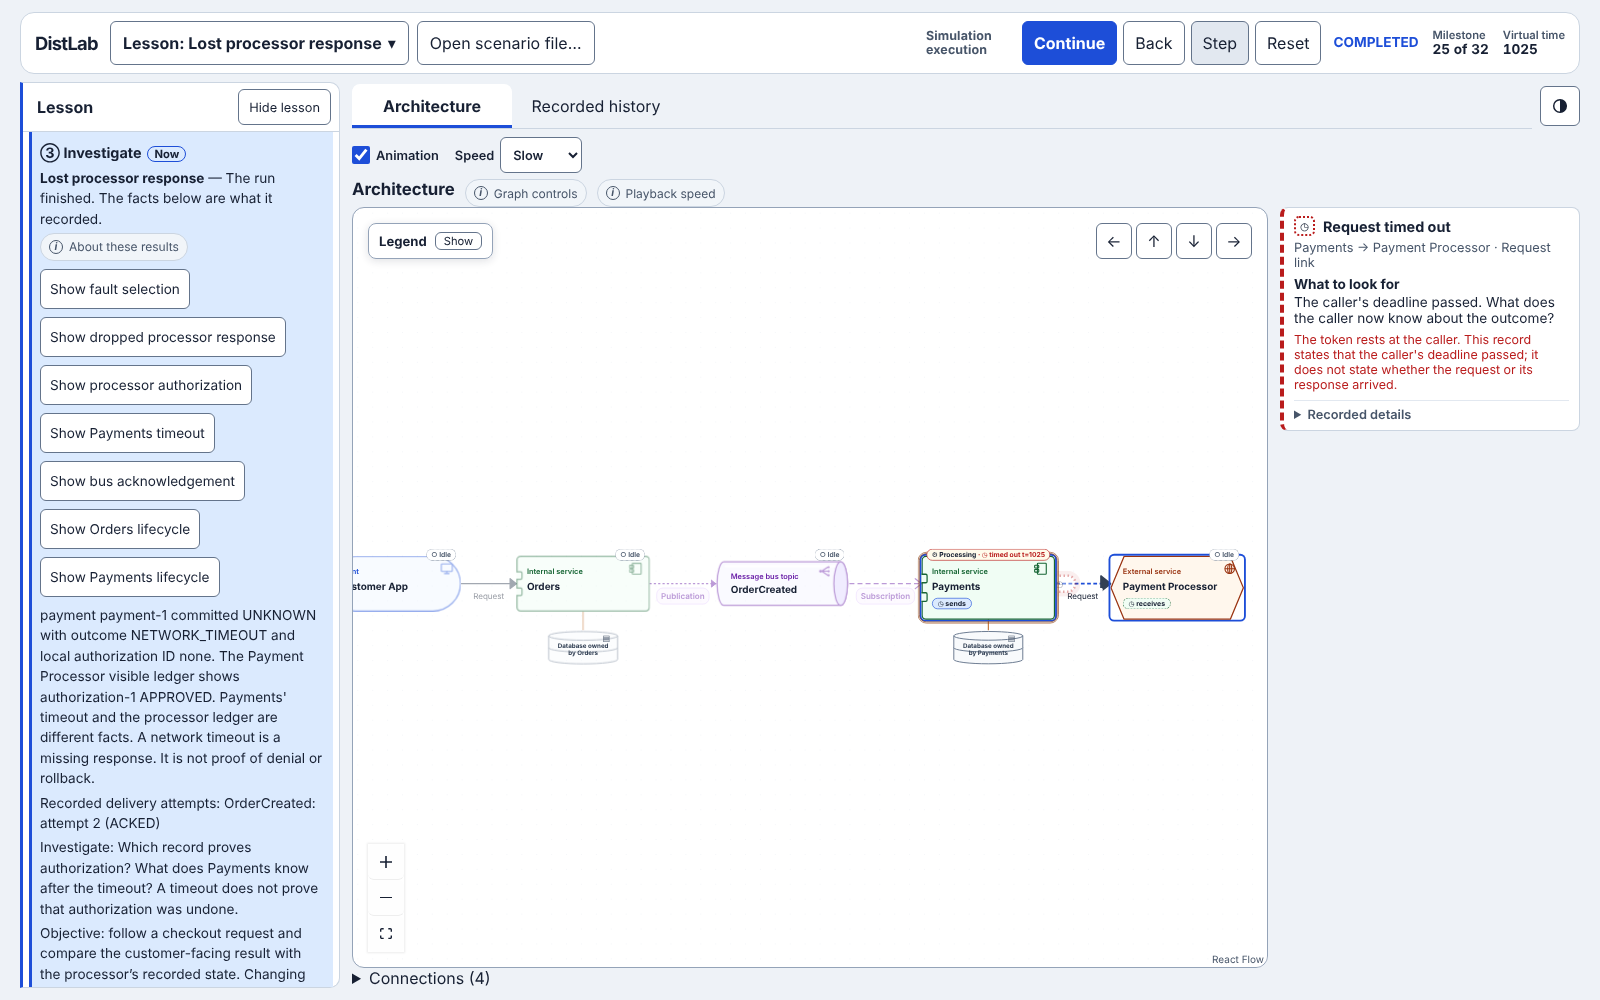 DistLab
Lesson: Lost processor response ▾
Open scenario file...
Simulation
execution
Continue
Back
Step
Reset
COMPLETED
Milestone
25 of 32
Virtual time
1025
Lesson
Hide lesson
3 Investigate Now
Lost processor response — The run
finished. The facts below are what it
recorded.
i About these results
Show fault selection
Show dropped processor response
Show processor authorization
Show Payments timeout
Show bus acknowledgement
Show Orders lifecycle
Show Payments lifecycle
payment payment-1 committed UNKNOWN
with outcome NETWORK_TIMEOUT and
local authorization ID none. The Payment
Processor visible ledger shows
authorization-1 APPROVED. Payments'
timeout and the processor ledger are
different facts. A network timeout is a
missing response. It is not proof of denial or
rollback.
Recorded delivery attempts: OrderCreated:
attempt 2 (ACKED)
Investigate: Which record proves
authorization? What does Payments know
after the timeout? A timeout does not prove
that authorization was undone.
Objective: follow a checkout request and
compare the customer-facing result with
the processor's recorded state. Changing
Architecture
Recorded history
Animation
Speed
Slow
Architecture
i Graph controls
i Playback speed
Legend
Show
← ↑ ↓ →
Idle
nt
stomer App
Request
Idle
Internal service
Orders
Database owned
by Orders
Publication
Idle
Message bus topic
OrderCreated
Subscription
Processing · timed out t=1025
Internal service
Payments
sends
Database owned
by Payments
Request
Idle
External service
Payment Processor
receives
React Flow
Connections (4)
Request timed out
Payments → Payment Processor · Request
link
What to look for
The caller's deadline passed. What does
the caller now know about the outcome?
The token rests at the caller. This record
states that the caller's deadline passed; it
does not state whether the request or its
response arrived.
Recorded details